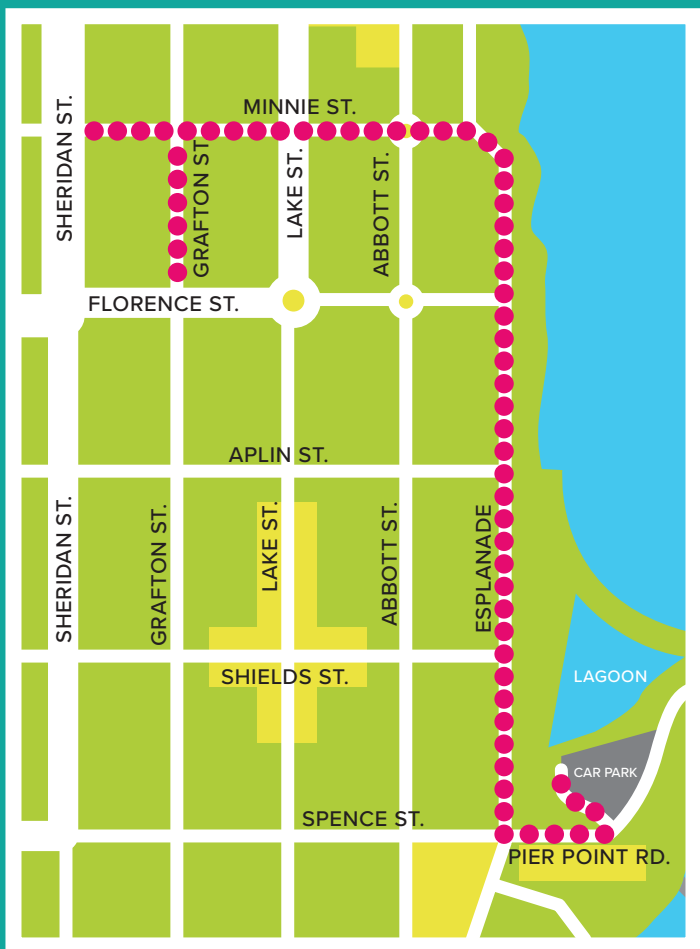 MINNIE ST.
SHERIDAN ST.
GRAFTON ST
LAKE ST.
ABBOTT ST.
FLORENCE ST.
APLIN ST.
SHERIDAN ST.
GRAFTON ST.
LAKE ST.
ABBOTT ST.
ESPLANADE
SHIELDS ST.
LAGOON
CAR PARK
SPENCE ST.
PIER POINT RD.